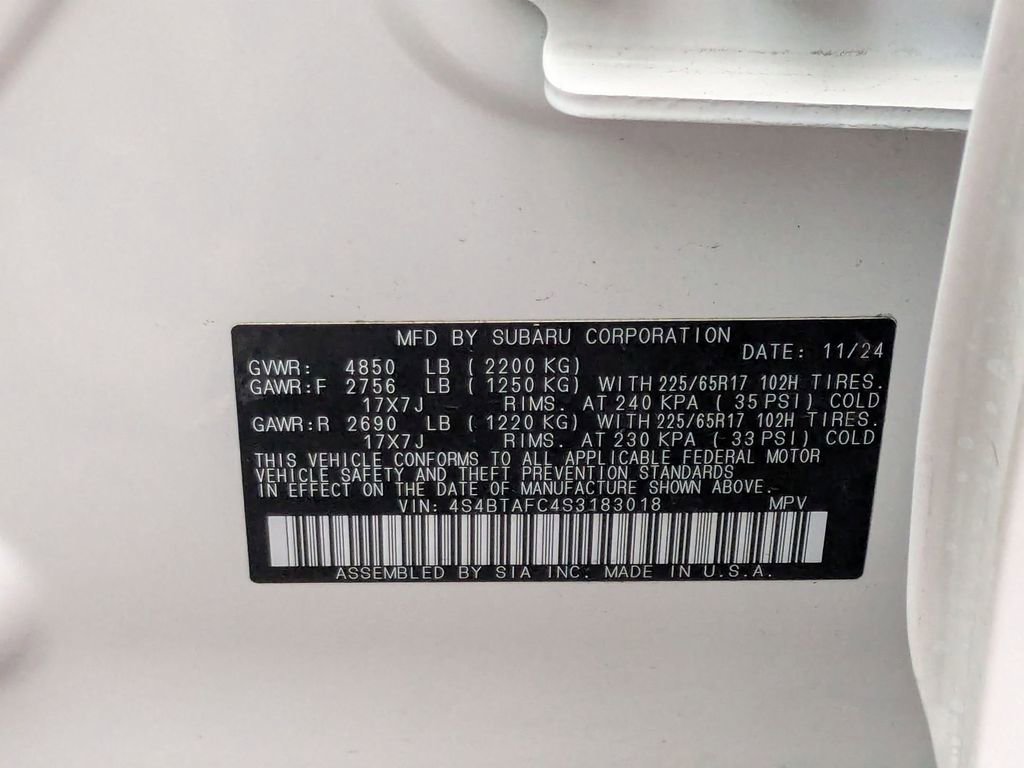 MFD BY SUBARU CORPORATION
DATE: 11/24
GVWR: 4850 LB (2200 KG)
GAWR:F 2756 LB (1250 KG) WITH 225/65R17 102H TIRES.
17X7J RIMS. AT 240 KPA (35 PSI) COLD
GAWR:R 2690 LB (1220 KG) WITH 225/65R17 102H TIRES.
17X7J RIMS. AT 230 KPA (33 PSI) COLD
THIS VEHICLE CONFORMS TO ALL APPLICABLE FEDERAL MOTOR
VEHICLE SAFETY AND THEFT PREVENTION STANDARDS
IN EFFECT ON THE DATE OF MANUFACTURE SHOWN ABOVE.
VIN: 4S4BTAFC4S3183018 MPV
ASSEMBLED BY SIA INC. MADE IN U.S.A.